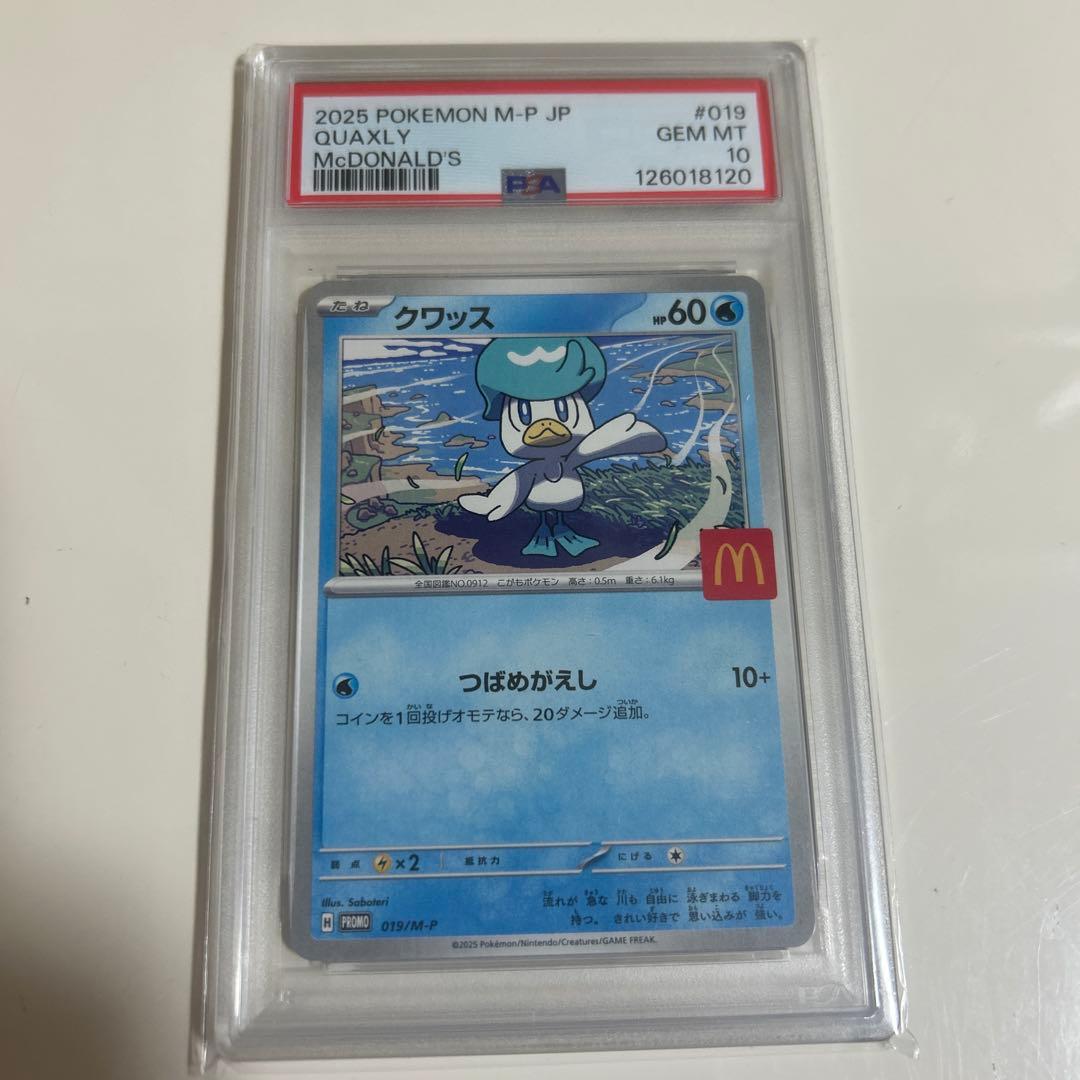 2025 POKEMON M-P JP #019
QUAXLY GEM MT
McDONALD'S 10
126018120
PSA
たね クワッス HP60
全国図鑑NO.0912 こがもポケモン 高さ:0.5m 重さ:6.1kg
つばめがえし 10+
コインを1回投げオモテなら、20ダメージ追加。
弱点 ×2 抵抗力 にげる
Illus. Saboteri
流れが 急な 川も 自由に 泳ぎまわる 脚力を
持つ。 きれい好きで 思い込みが 強い。
H PROMO 019/M-P
©2025 Pokémon/Nintendo/Creatures/GAME FREAK.